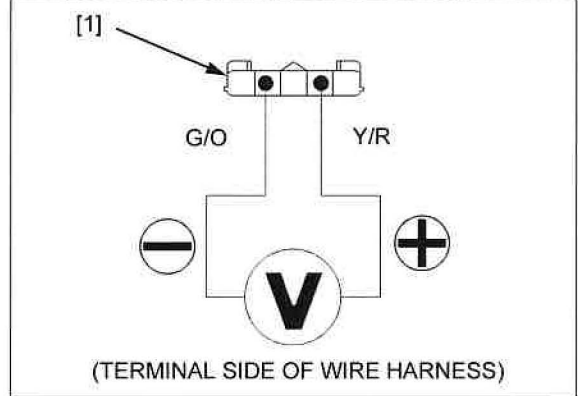 [1]
G/O Y/R
V
(TERMINAL SIDE OF WIRE HARNESS)